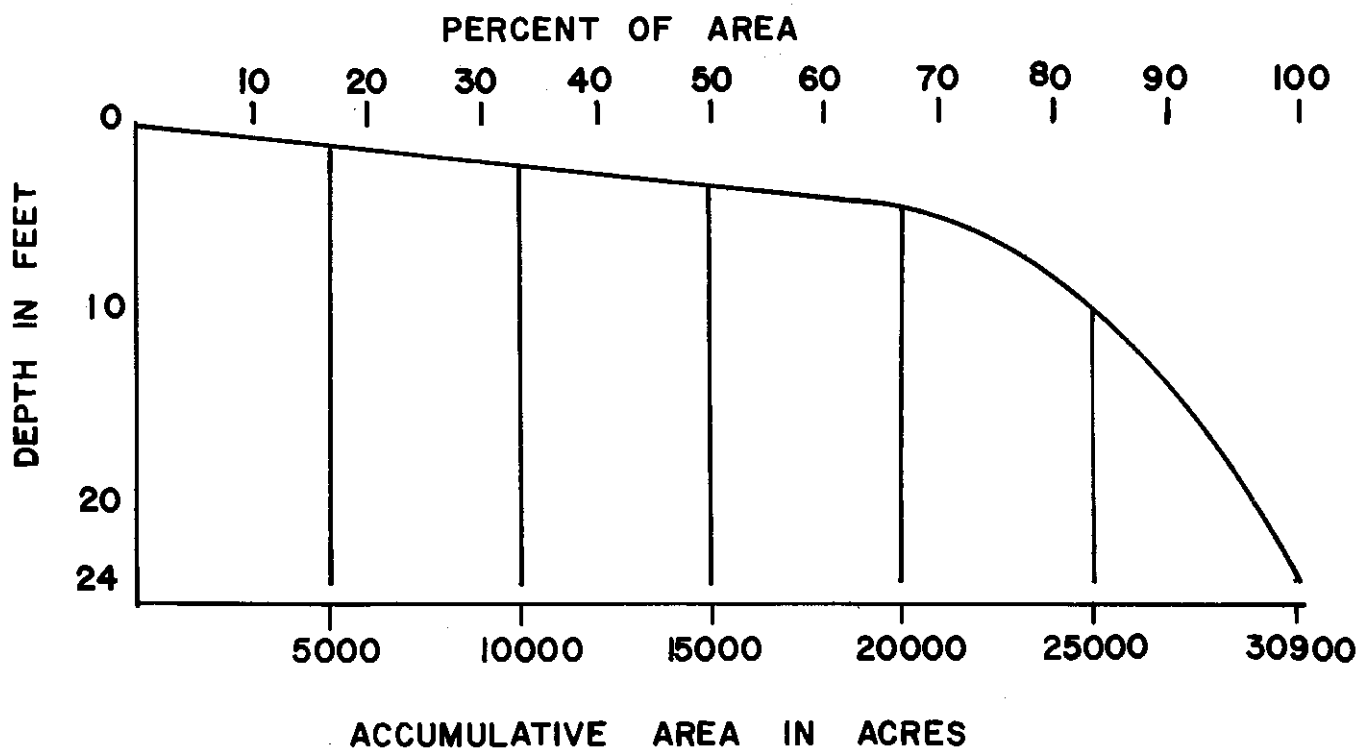 PERCENT OF AREA
10 20 30 40 50 60 70 80 90 100
0
10
20
24
DEPTH IN FEET
5000 10000 15000 20000 25000 30900
ACCUMULATIVE AREA IN ACRES